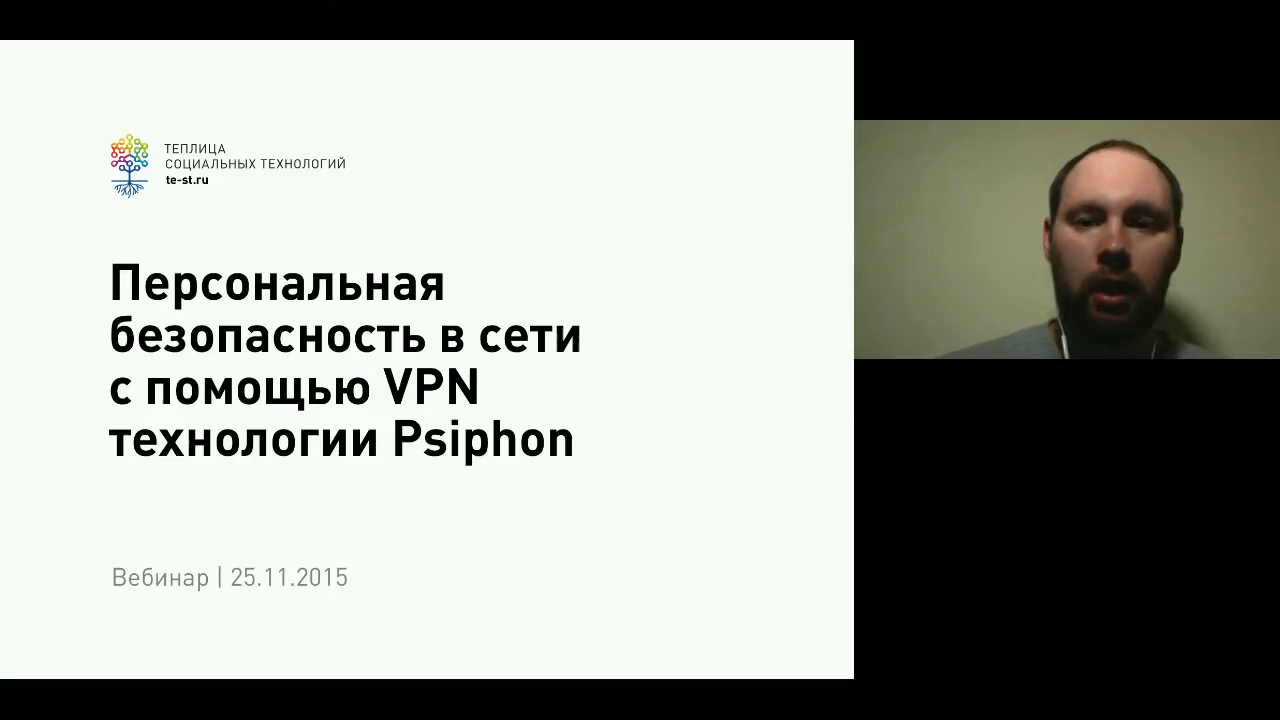 ТЕПЛИЦА
СОЦИАЛЬНЫХ ТЕХНОЛОГИЙ
te-st.ru
Персональная
безопасность в сети
с помощью VPN
технологии Psiphon
Вебинар | 25.11.2015